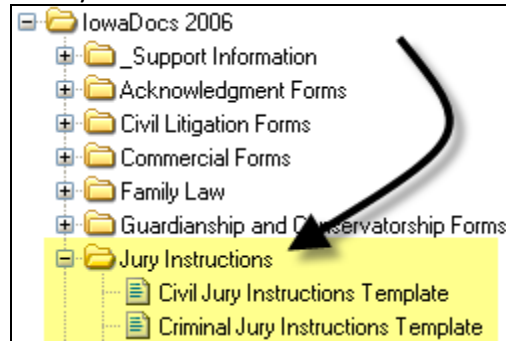 IowaDocs 2006
_Support Information
Acknowledgment Forms
Civil Litigation Forms
Commercial Forms
Family Law
Guardianship and Conservatorship Forms
Jury Instructions
Civil Jury Instructions Template
Criminal Jury Instructions Template